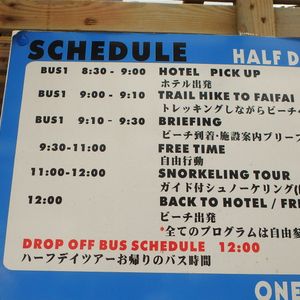 SCHEDULE HALF D
BUS1 8:30 - 9:00 HOTEL PICK UP
ホテル出発
BUS1 9:00 - 9:10 TRAIL HIKE TO FAIFAI
トレッキングしながらビーチ
BUS1 9:10 - 9:30 BRIEFING
ビーチ到着・施設案内ブリーフ
9:30-11:00 FREE TIME
自由行動
11:00-12:00 SNORKELING TOUR
ガイド付シュノーケリング
12:00 BACK TO HOTEL / FRE
ビーチ出発
*全てのプログラムは自由参
DROP OFF BUS SCHEDULE 12:00
ハーフデイツアーお帰りのバス時間
ONE